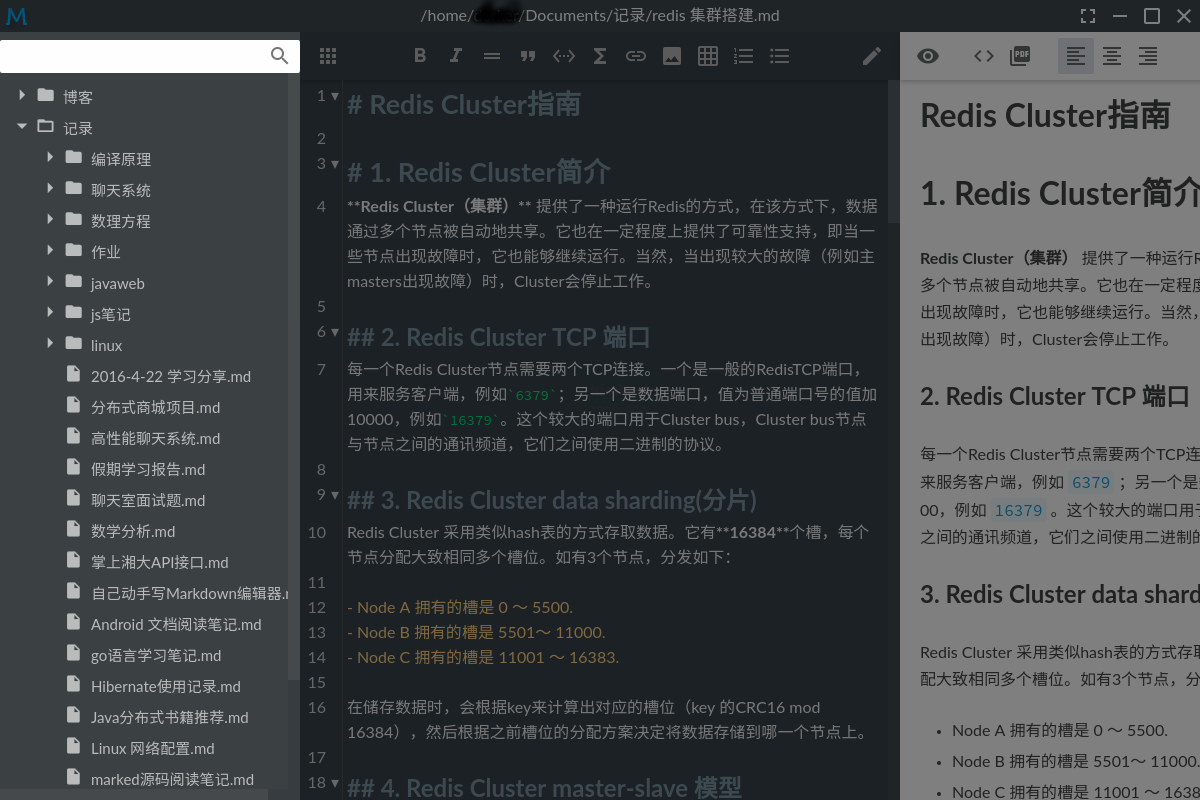 M
/home/ /Documents/记录/redis 集群搭建.md
博客
记录
编译原理
聊天系统
数理方程
作业
javaweb
js笔记
linux
2016-4-22 学习分享.md
分布式商城项目.md
高性能聊天系统.md
假期学习报告.md
聊天室面试题.md
数学分析.md
掌上湘大API接口.md
自己动手写Markdown编辑器.
Android 文档阅读笔记.md
go语言学习笔记.md
Hibernate使用记录.md
Java分布式书籍推荐.md
Linux 网络配置.md
marked源码阅读笔记.md
B I Σ
1 # Redis Cluster指南
2
3 # 1. Redis Cluster简介
4 **Redis Cluster（集群）** 提供了一种运行Redis的方式，在该方式下，数据
通过多个节点被自动地共享。它也在一定程度上提供了可靠性支持，即当一
些节点出现故障时，它也能够继续运行。当然，当出现较大的故障（例如主
masters出现故障）时，Cluster会停止工作。
5
6 ## 2. Redis Cluster TCP 端口
7 每一个Redis Cluster节点需要两个TCP连接。一个是一般的RedisTCP端口，
用来服务客户端，例如`6379`；另一个是数据端口，值为普通端口号的值加
10000，例如`16379`。这个较大的端口用于Cluster bus，Cluster bus节点
与节点之间的通讯频道，它们之间使用二进制的协议。
8
9 ## 3. Redis Cluster data sharding(分片)
10 Redis Cluster 采用类似hash表的方式存取数据。它有**16384**个槽，每个
节点分配大致相同多个槽位。如有3个节点，分发如下：
11
12 - Node A 拥有的槽是 0 ～ 5500.
13 - Node B 拥有的槽是 5501～ 11000.
14 - Node C 拥有的槽是 11001 ～ 16383.
15
16 在储存数据时，会根据key来计算出对应的槽位（key 的CRC16 mod
16384），然后根据之前槽位的分配方案决定将数据存储到哪一个节点上。
17
18 ## 4. Redis Cluster master-slave 模型
PDF
Redis Cluster指南
1. Redis Cluster简介
Redis Cluster（集群） 提供了一种运行R
多个节点被自动地共享。它也在一定程度
出现故障时，它也能够继续运行。当然，
出现故障）时，Cluster会停止工作。
2. Redis Cluster TCP 端口
每一个Redis Cluster节点需要两个TCP连
来服务客户端，例如 6379 ；另一个是
00，例如 16379 。这个较大的端口用于
之间的通讯频道，它们之间使用二进制的
3. Redis Cluster data shard
Redis Cluster 采用类似hash表的方式存取
配大致相同多个槽位。如有3个节点，分
• Node A 拥有的槽是 0 ～ 5500.
• Node B 拥有的槽是 5501～ 11000.
• Node C 拥有的槽是 11001 ～ 1638